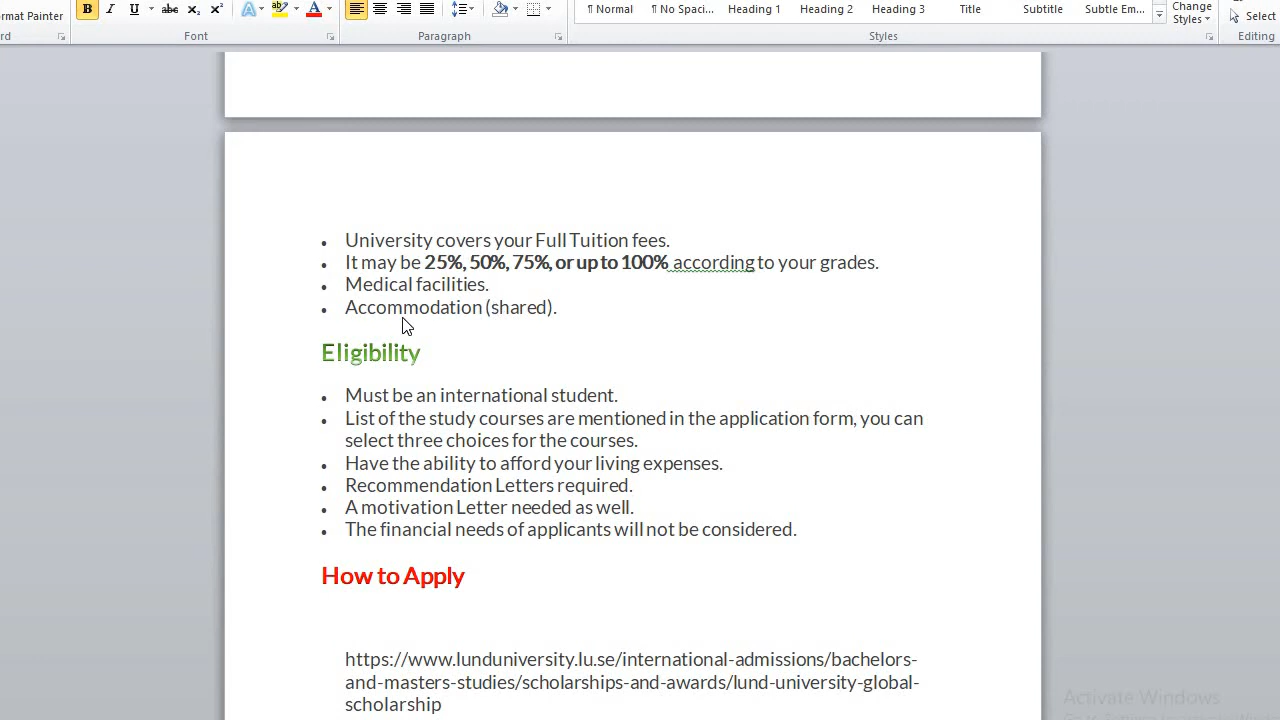 rmat Painter
B I U abc x₂ x² A ab A
¶ Normal ¶ No Spaci... Heading 1 Heading 2 Heading 3 Title Subtitle Subtle Em... Change Styles Select
rd Font Paragraph Styles Editing
• University covers your Full Tuition fees.
• It may be 25%, 50%, 75%, or up to 100% according to your grades.
• Medical facilities.
• Accommodation (shared).
Eligibility
• Must be an international student.
• List of the study courses are mentioned in the application form, you can
select three choices for the courses.
• Have the ability to afford your living expenses.
• Recommendation Letters required.
• A motivation Letter needed as well.
• The financial needs of applicants will not be considered.
How to Apply
https://www.lunduniversity.lu.se/international-admissions/bachelors-
and-masters-studies/scholarships-and-awards/lund-university-global-
scholarship
Activate Windows